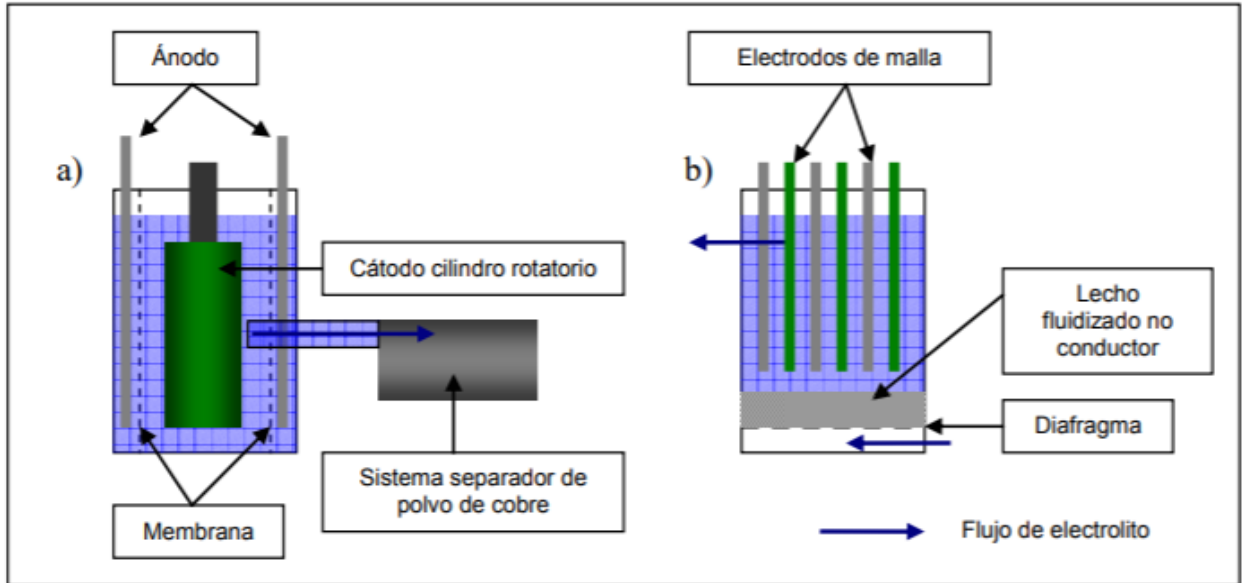 Ánodo
a)
Cátodo cilindro rotatorio
Sistema separador de
polvo de cobre
Membrana
Electrodos de malla
b)
Lecho
fluidizado no
conductor
Diafragma
Flujo de electrolito